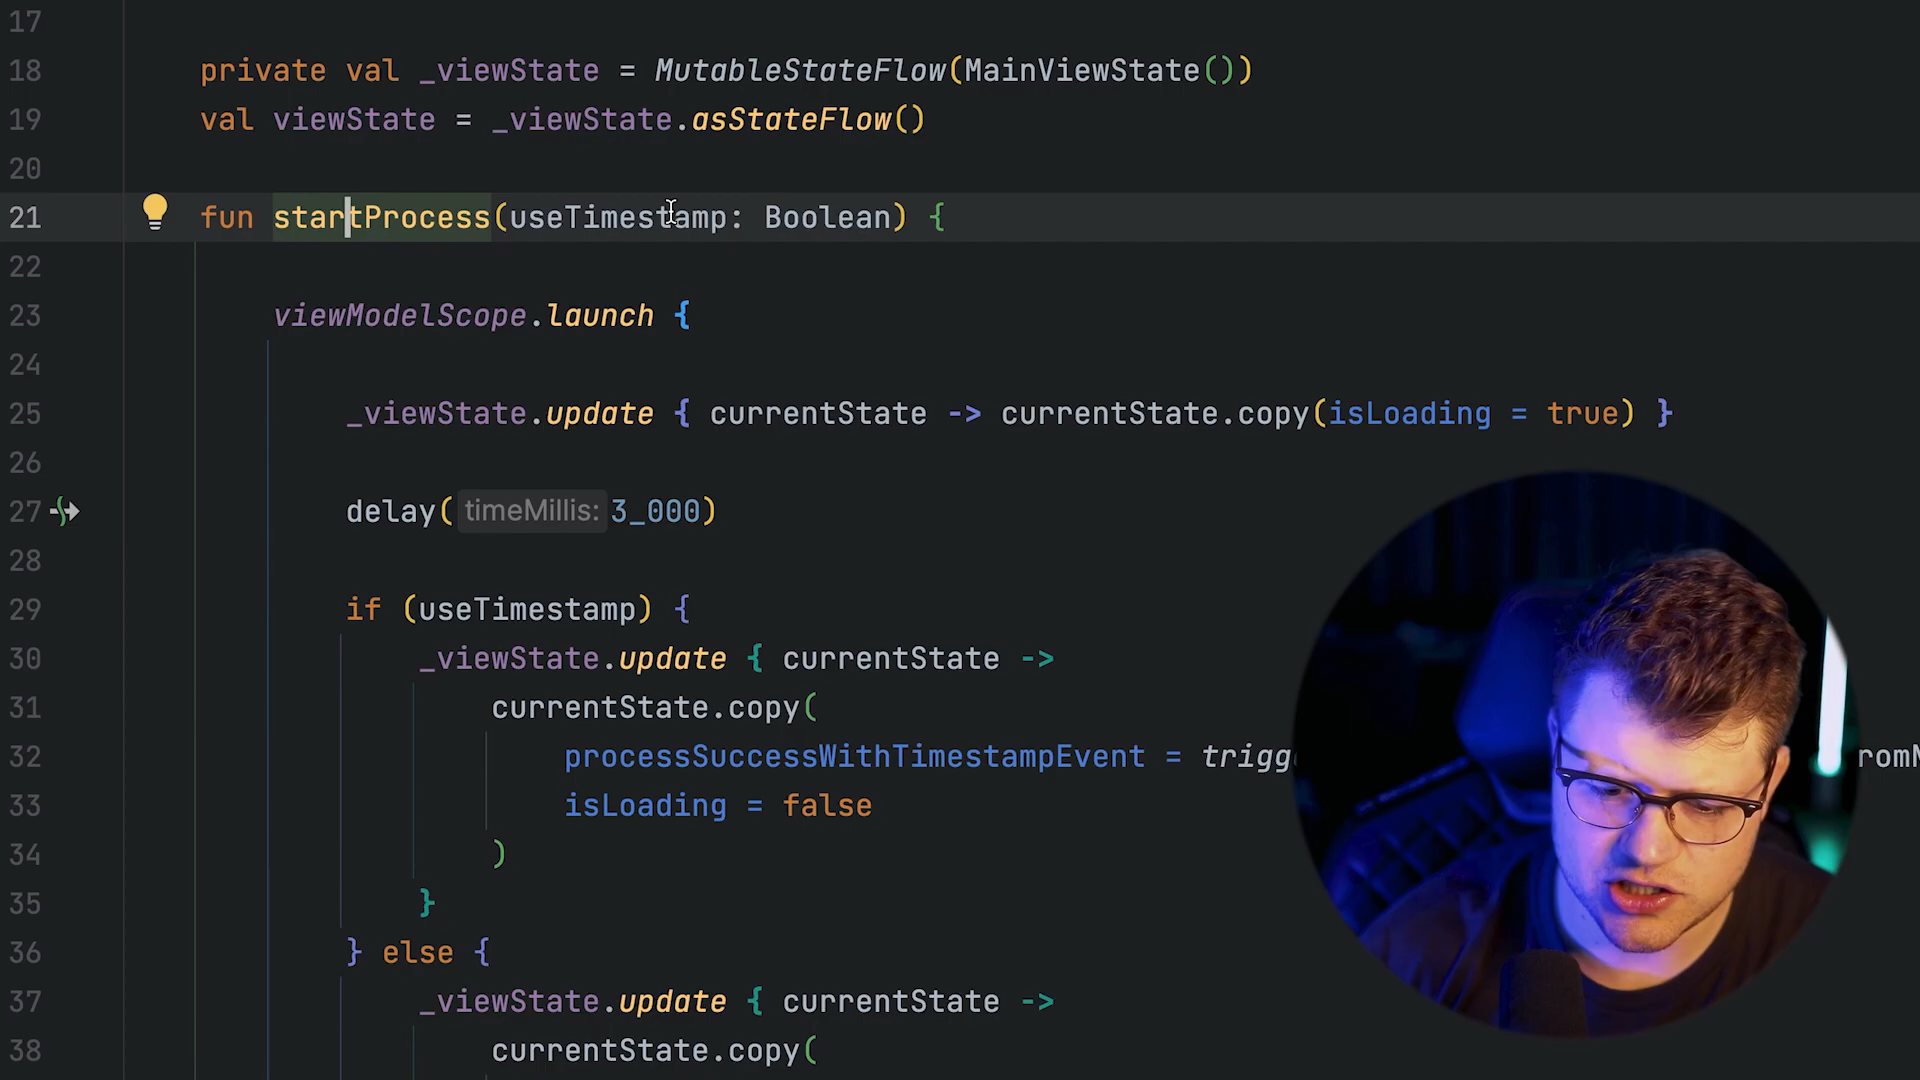 17
18 private val _viewState = MutableStateFlow(MainViewState())
19 val viewState = _viewState.asStateFlow()
20
21 fun startProcess(useTimestamp: Boolean) {
22
23 viewModelScope.launch {
24
25 _viewState.update { currentState -> currentState.copy(isLoading = true) }
26
27 delay( timeMillis: 3_000)
28
29 if (useTimestamp) {
30 _viewState.update { currentState ->
31 currentState.copy(
32 processSuccessWithTimestampEvent =
33 isLoading = false
34 )
35 }
36 } else {
37 _viewState.update { currentState ->
38 currentState.copy(